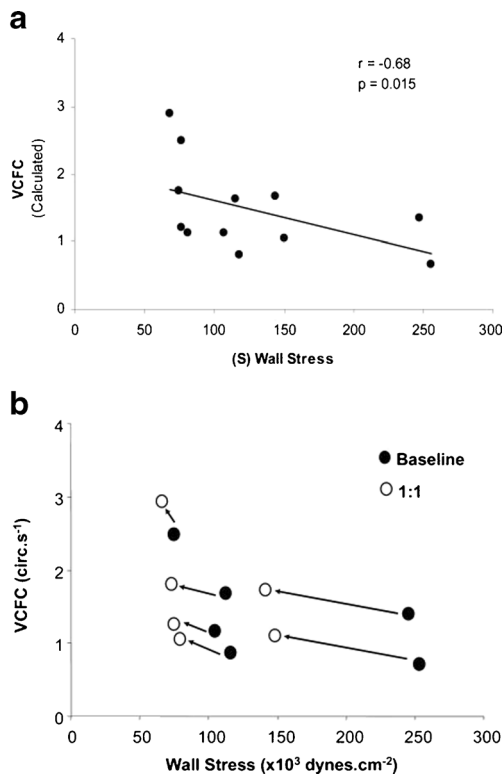 a
4
r = -0.68
p = 0.015
3
VCFC
(Calculated)
2
1
0
0 50 100 150 200 250 300
(S) Wall Stress
b
4
Baseline
1:1
3
VCFC (circ.s-1)
2
1
0
0 50 100 150 200 250 300
Wall Stress (x10³ dynes.cm-²)